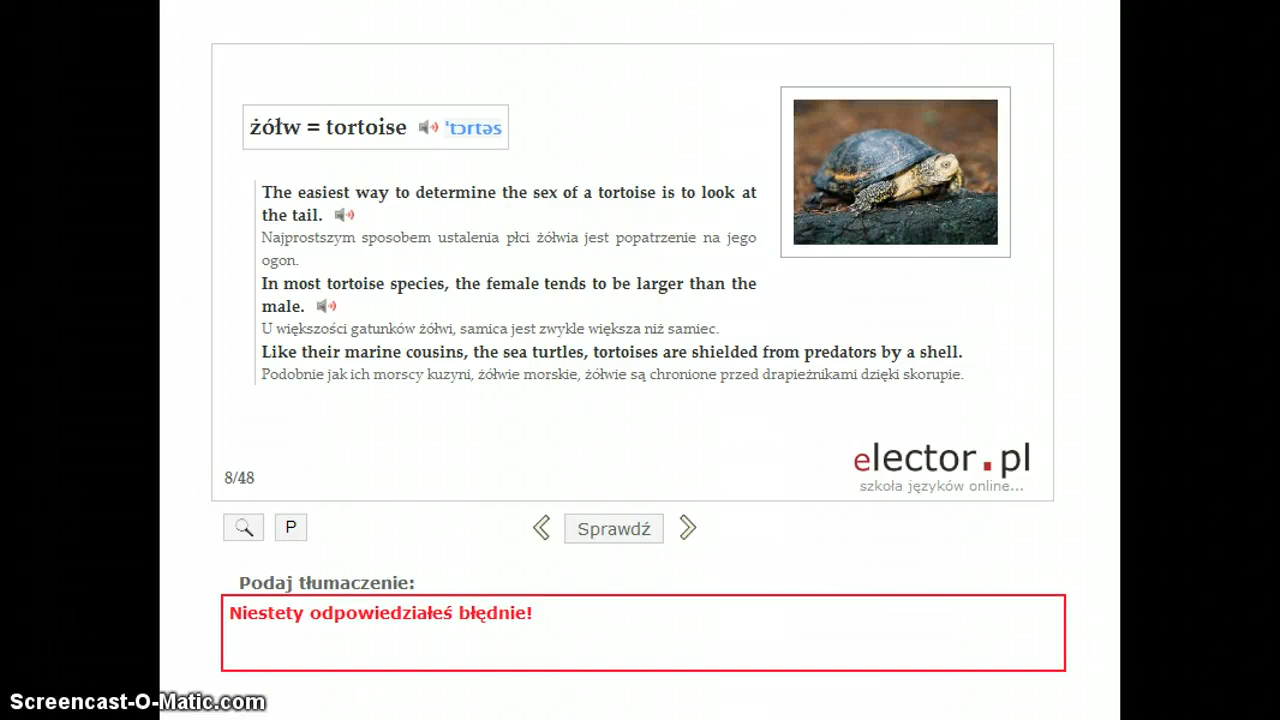 żółw = tortoise 'tɔrtəs
The easiest way to determine the sex of a tortoise is to look at
the tail.
Najprostszym sposobem ustalenia płci żółwia jest popatrzenie na jego
ogon.
In most tortoise species, the female tends to be larger than the
male.
U większości gatunków żółwi, samica jest zwykle większa niż samiec.
Like their marine cousins, the sea turtles, tortoises are shielded from predators by a shell.
Podobnie jak ich morscy kuzyni, żółwie morskie, żółwie są chronione przed drapieżnikami dzięki skorupie.
elector.pl
szkoła języków online...
8/48
P
Sprawdź
Podaj tłumaczenie:
Niestety odpowiedziałeś błędnie!
Screencast-O-Matic.com